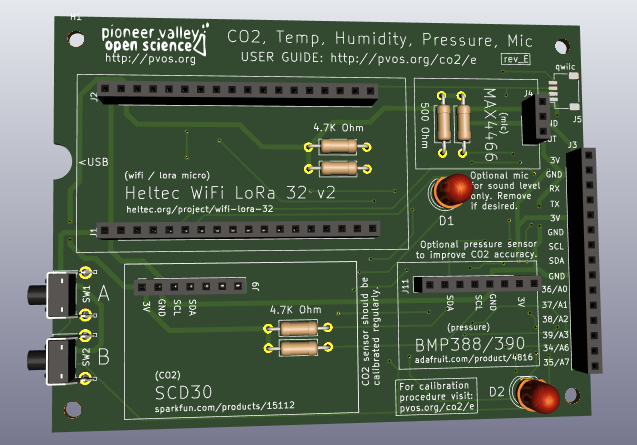 H1
pioneer valley
open science
http://pvos.org
CO2, Temp, Humidity, Pressure, Mic
USER GUIDE: http://pvos.org/co2/e
rev_E
qwiic
J5
J2
4.7K Ohm
500 Ohm
MAX4466
(mic)
J4
J3
<USB
(wifi / lora micro)
Heltec WiFi LoRa 32 v2
heltec.org/project/wifi-lora-32
J1
Optional mic
for sound level
only. Remove
if desired.
D1
3V
GND
RX
TX
3V
GND
SCL
SDA
GND
36/A0
37/A1
38/A2
39/A3
34/A6
35/A7
Optional pressure sensor
to improve CO2 accuracy.
SW1
A
SW2
B
J6
3V
GND
SCL
SDA
4.7K Ohm
(CO2)
SCD30
sparkfun.com/products/15112
CO2 sensor should be
calibrated regularly.
J11
SDA
SCL
GND
3V
(pressure)
BMP388/390
adafruit.com/product/4816
For calibration
procedure visit:
pvos.org/co2/e
D2